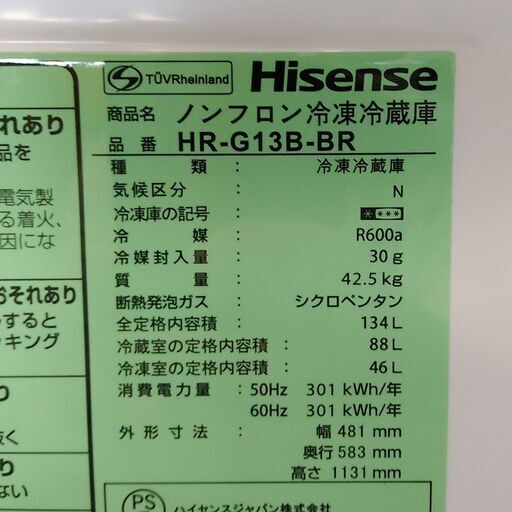 TÜVRheinland Hisense
商品名 ノンフロン冷凍冷蔵庫
品番 HR-G13B-BR
種類 : 冷凍冷蔵庫
気候区分 : N
冷凍庫の記号 : ****
冷媒 : R600a
冷媒封入量 : 30 g
質量 : 42.5 kg
断熱発泡ガス : シクロペンタン
全定格内容積 : 134 L
冷蔵室の定格内容積 : 88 L
冷凍室の定格内容積 : 46 L
消費電力量 : 50Hz 301 kWh/年
60Hz 301 kWh/年
外形寸法 : 幅 481 mm
奥行 583 mm
高さ 1131 mm
PS
ハイセンスジャパン株式会社
れあり
品を
電気製
る着火、
因にな
おそれあり
うすると
ッキング
り
抜く
り
ない